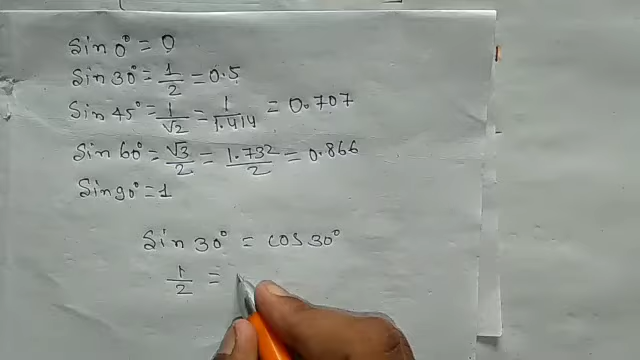 Sin 0° = 0
Sin 30° = 1/2 = 0.5
Sin 45° = 1/√2 = 1/1.414 = 0.707
Sin 60° = √3/2 = 1.732/2 = 0.866
Sin 90° = 1
Sin 30° = cos 30°
1/2 =